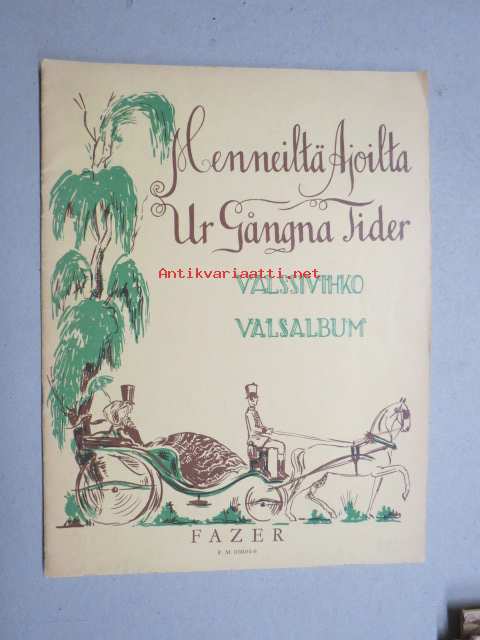 Menneiltä Ajoilta
Ur Gångna Tider
Antikvariaatti.net
VALSSIVIHKO
VALSALBUM
FAZER
F. M.